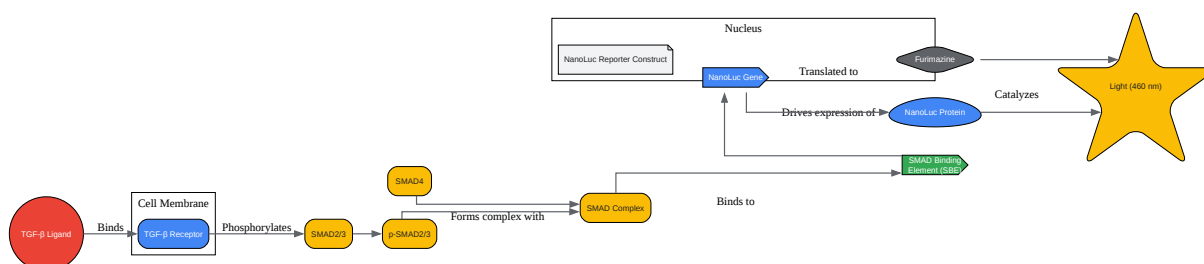 Nucleus
NanoLuc Reporter Construct
Furimazine
NanoLuc Gene
Translated to
Light (460 nm)
Catalyzes
Drives expression of
NanoLuc Protein
SMAD Binding
Element (SBE)
SMAD4
Cell Membrane
SMAD Complex
Binds to
Forms complex with
TGF-β Ligand
Binds
TGF-β Receptor
Phosphorylates
SMAD2/3
p-SMAD2/3